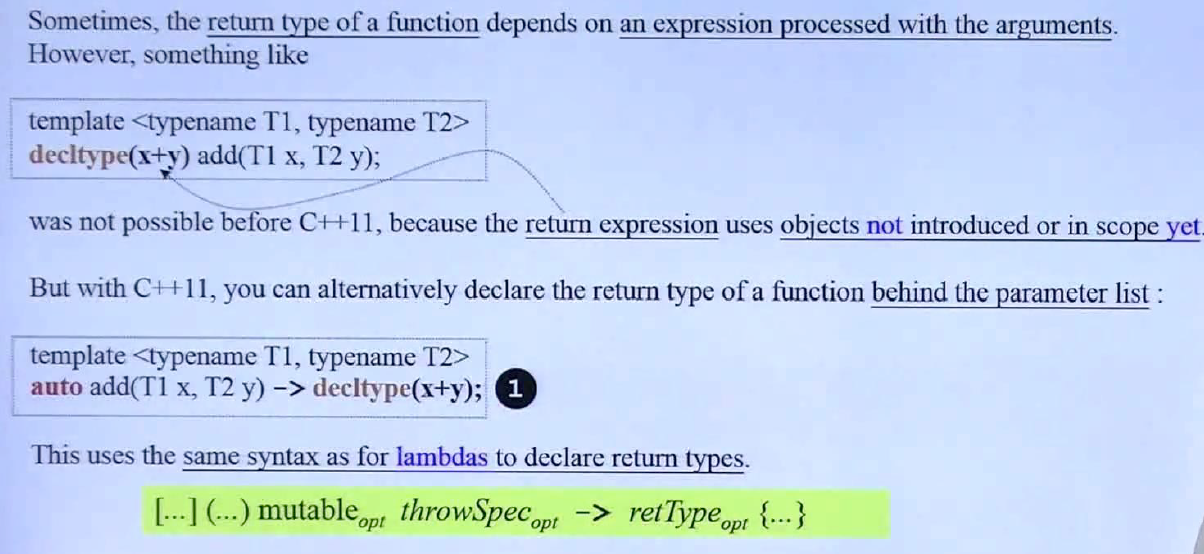 Sometimes, the return type of a function depends on an expression processed with the arguments.
However, something like
template <typename T1, typename T2>
decltype(x+y) add(T1 x, T2 y);
was not possible before C++11, because the return expression uses objects not introduced or in scope yet.
But with C++11, you can alternatively declare the return type of a function behind the parameter list :
template <typename T1, typename T2>
auto add(T1 x, T2 y) -> decltype(x+y); 1
This uses the same syntax as for lambdas to declare return types.
[...] (...) mutable opt throwSpec opt -> retType opt {...}